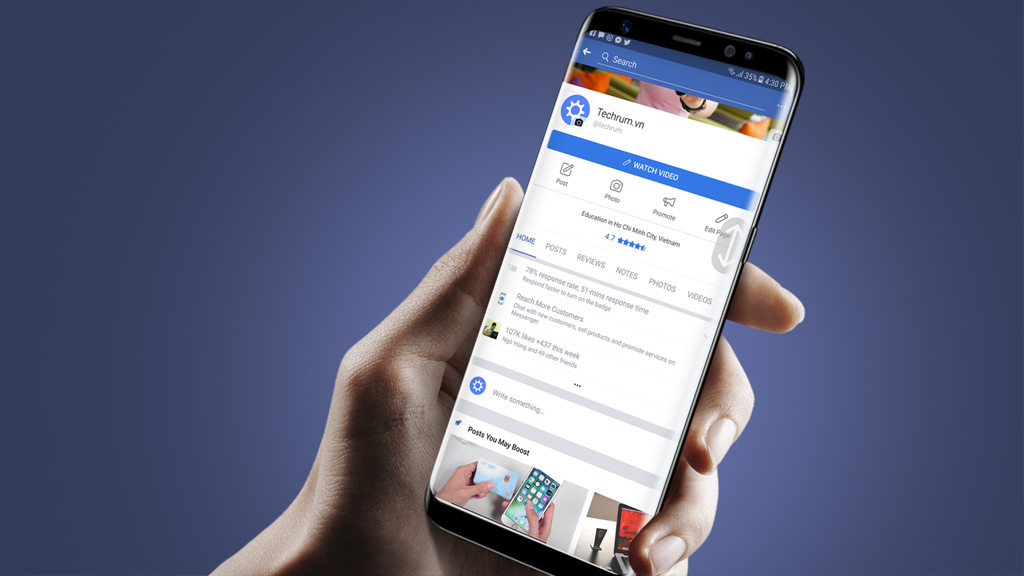 35% 4:30 PM
Search
Techrum.vn
@techrum
WATCH VIDEO
Post
Photo
Promote
Edit Page
Education in Ho Chi Minh City, Vietnam
4.7
HOME
POSTS
REVIEWS
NOTES
PHOTOS
VIDEOS
78% response rate, 51-mins response time
Respond faster to turn on the badge
Reach More Customers
Chat with new customers, sell products and promote services on
Messenger.
107K likes +437 this week
Ngô Hùng and 49 other friends
Write something...
Posts You May Boost